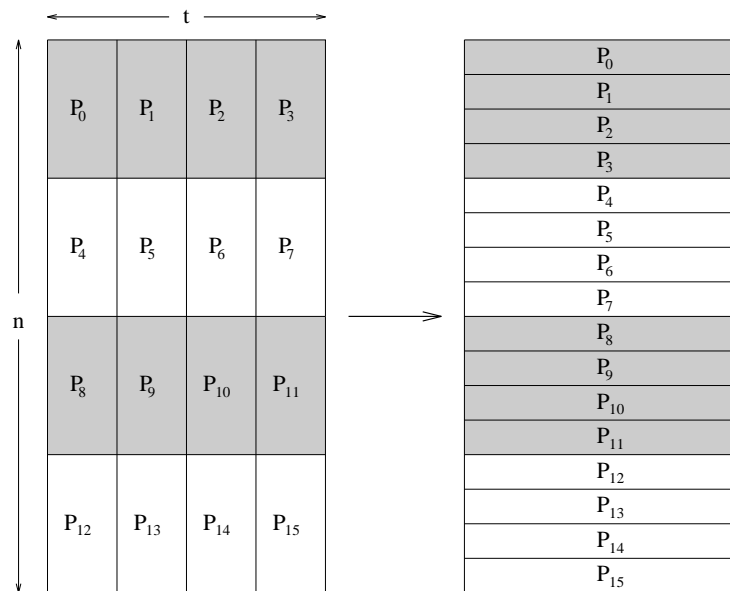 t
n
P₀ P₁ P₂ P₃
P₄ P₅ P₆ P₇
P₈ P₉ P₁₀ P₁₁
P₁₂ P₁₃ P₁₄ P₁₅
P₀
P₁
P₂
P₃
P₄
P₅
P₆
P₇
P₈
P₉
P₁₀
P₁₁
P₁₂
P₁₃
P₁₄
P₁₅